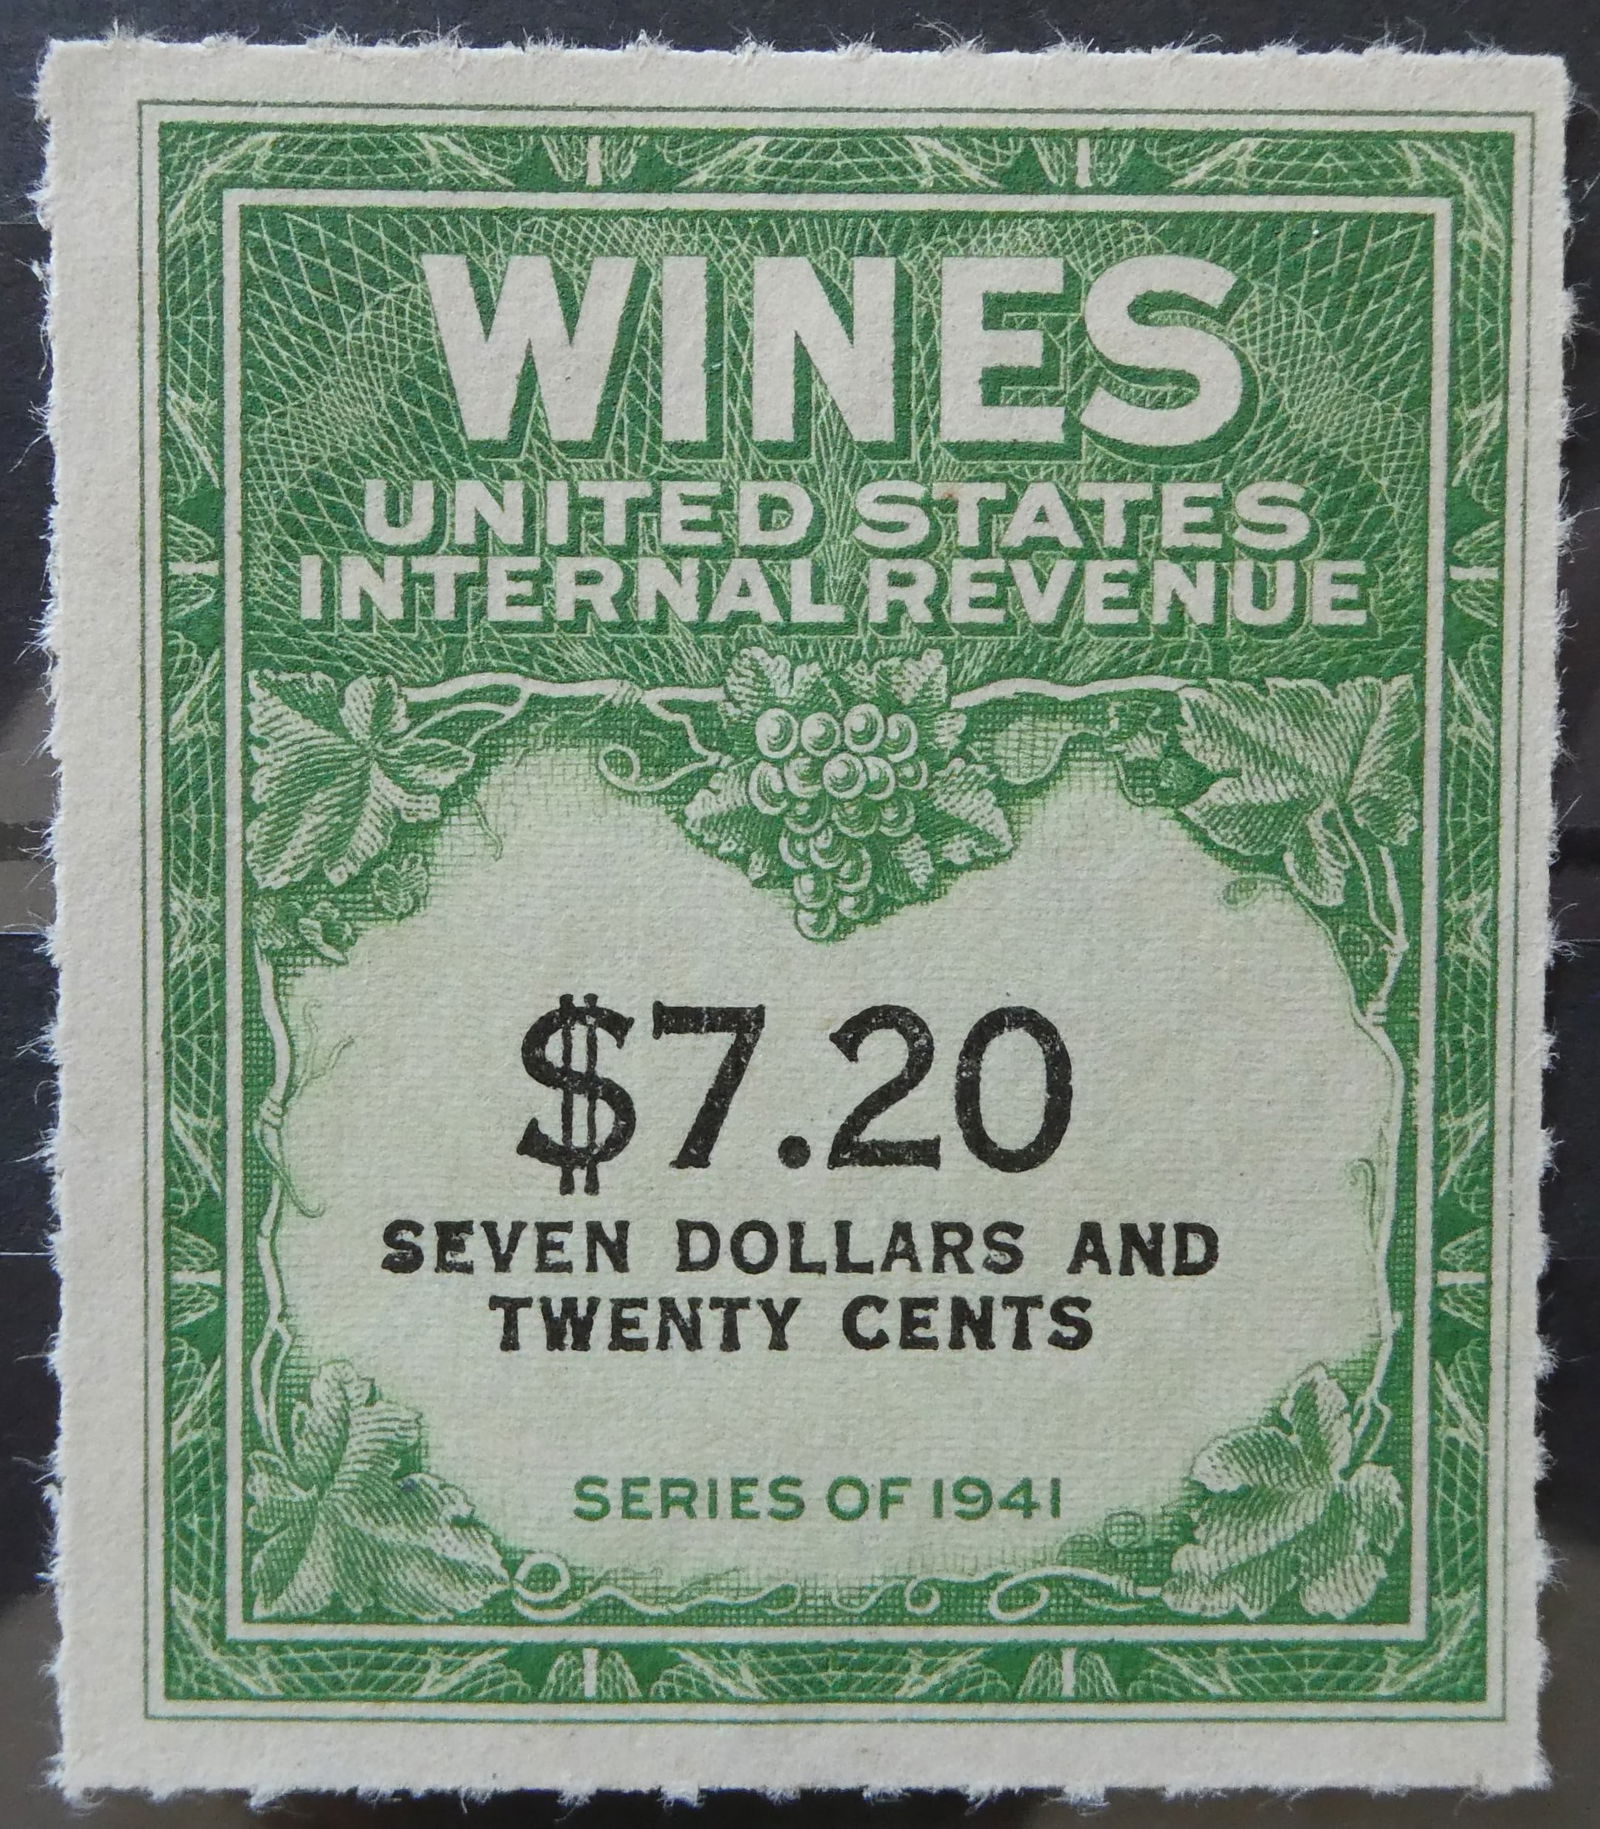 WINES
UNITED STATES
INTERNAL REVENUE
$7.20
SEVEN DOLLARS AND
TWENTY CENTS
SERIES OF 1941